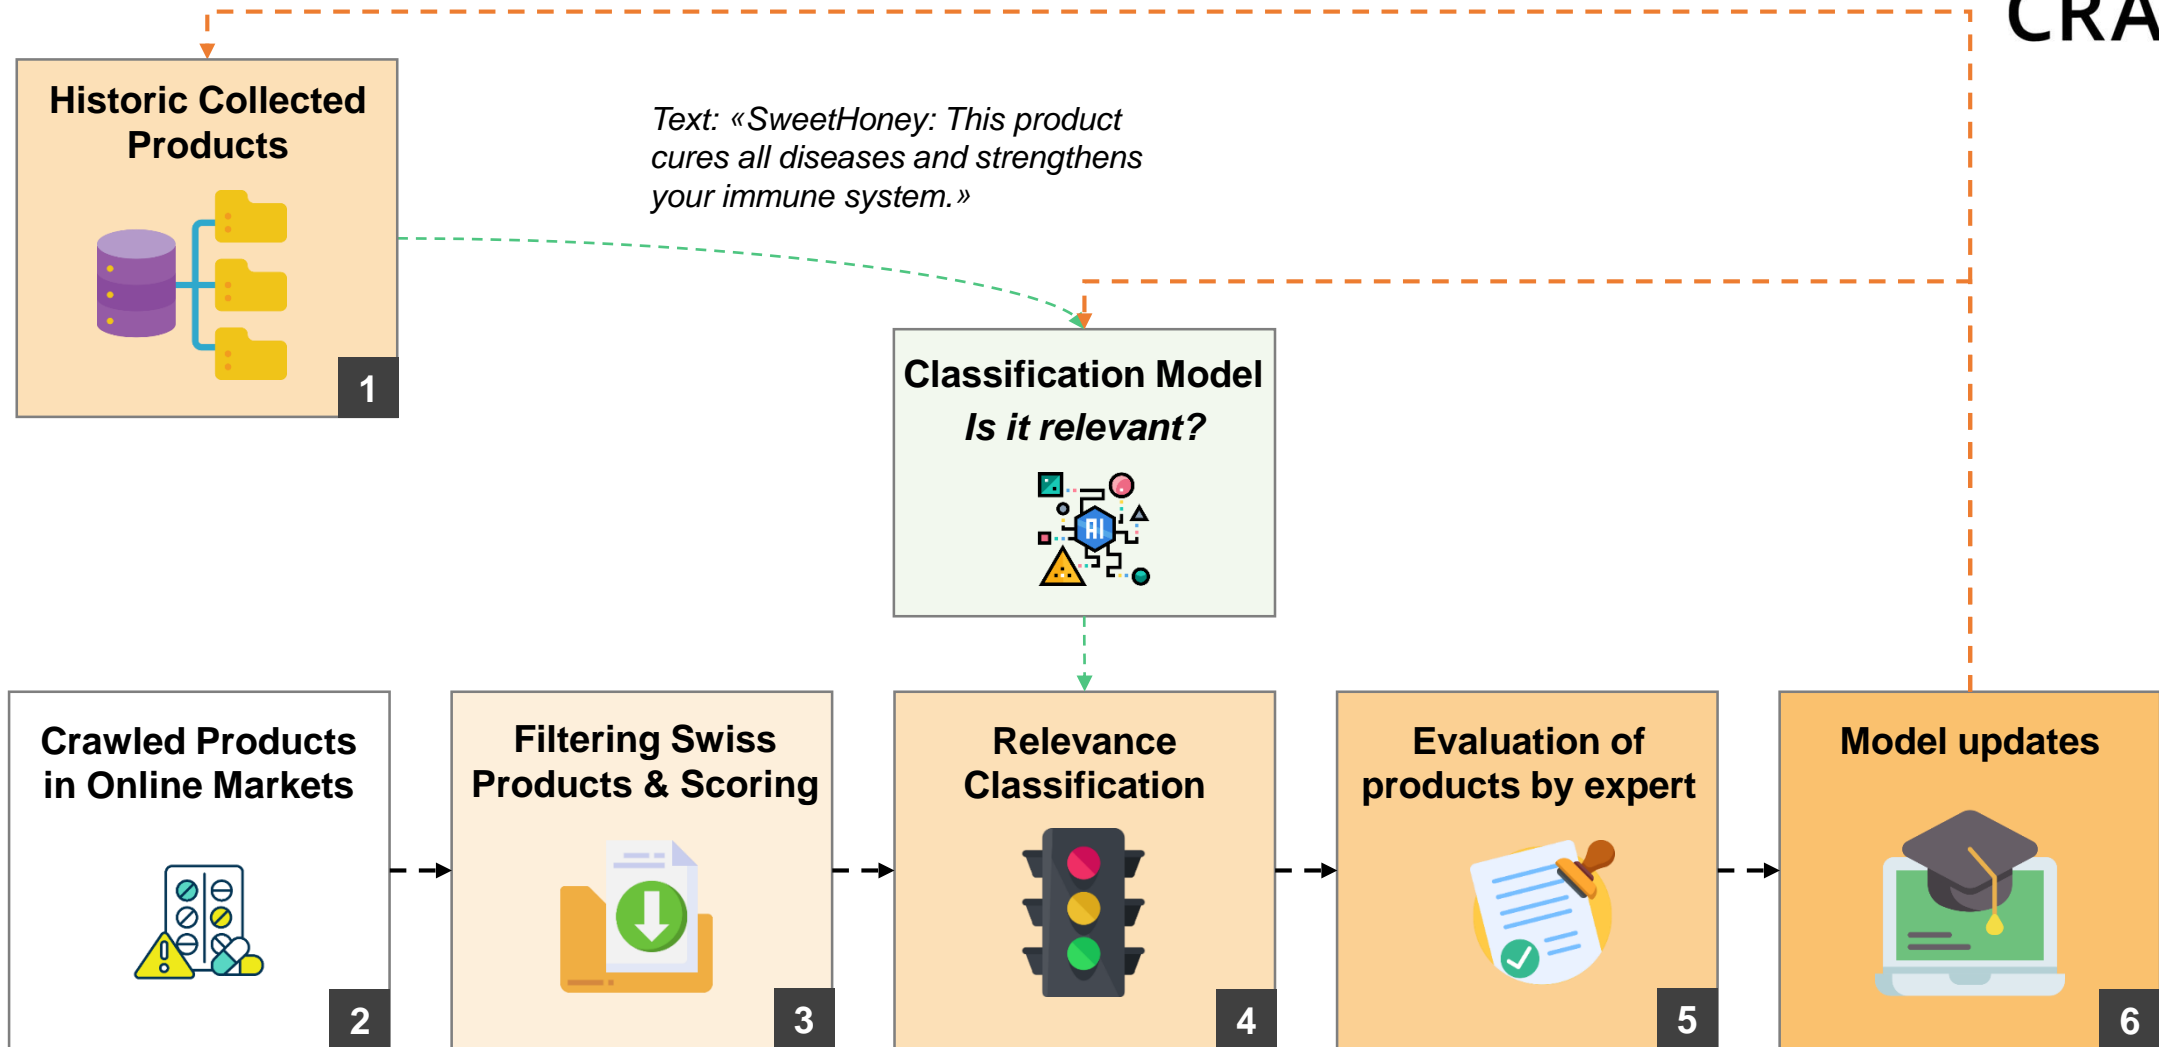 CRA
Historic Collected
Products
1
Text: «SweetHoney: This product
cures all diseases and strengthens
your immune system.»
Classification Model
Is it relevant?
AI
Crawled Products
in Online Markets
2
Filtering Swiss
Products & Scoring
3
Relevance
Classification
4
Evaluation of
products by expert
5
Model updates
6